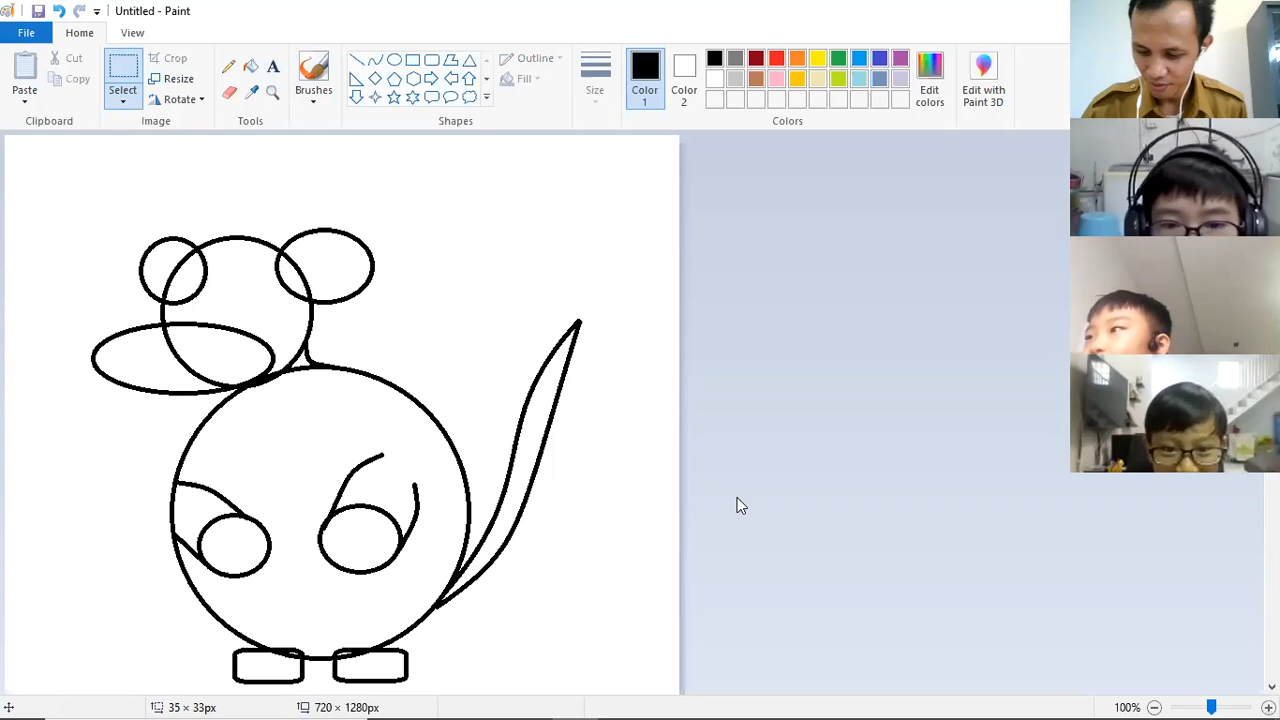 Untitled - Paint
File
Home
View
Paste
Cut
Copy
Clipboard
Select
Crop
Resize
Rotate
Image
A
Tools
Brushes
Outline
Fill
Shapes
Size
Color
1
Color
2
Edit
colors
Colors
Edit with
Paint 3D
35 × 33px
720 × 1280px
100%